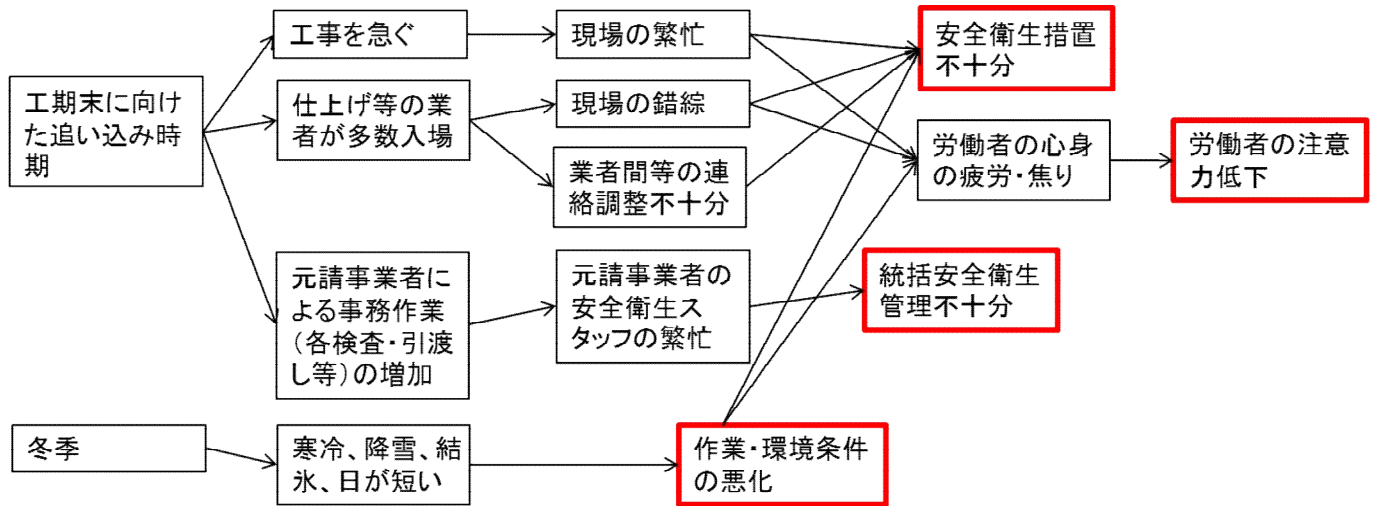 工事を急ぐ
現場の繁忙
安全衛生措置
不十分
工期末に向け
た追い込み時
期
仕上げ等の業
者が多数入場
現場の錯綜
業者間等の連
絡調整不十分
労働者の心身
の疲労・焦り
労働者の注意
力低下
元請事業者に
よる事務作業
（各検査・引渡
し等）の増加
元請事業者の
安全衛生ス
タッフの繁忙
統括安全衛生
管理不十分
冬季
寒冷、降雪、結
氷、日が短い
作業・環境条件
の悪化